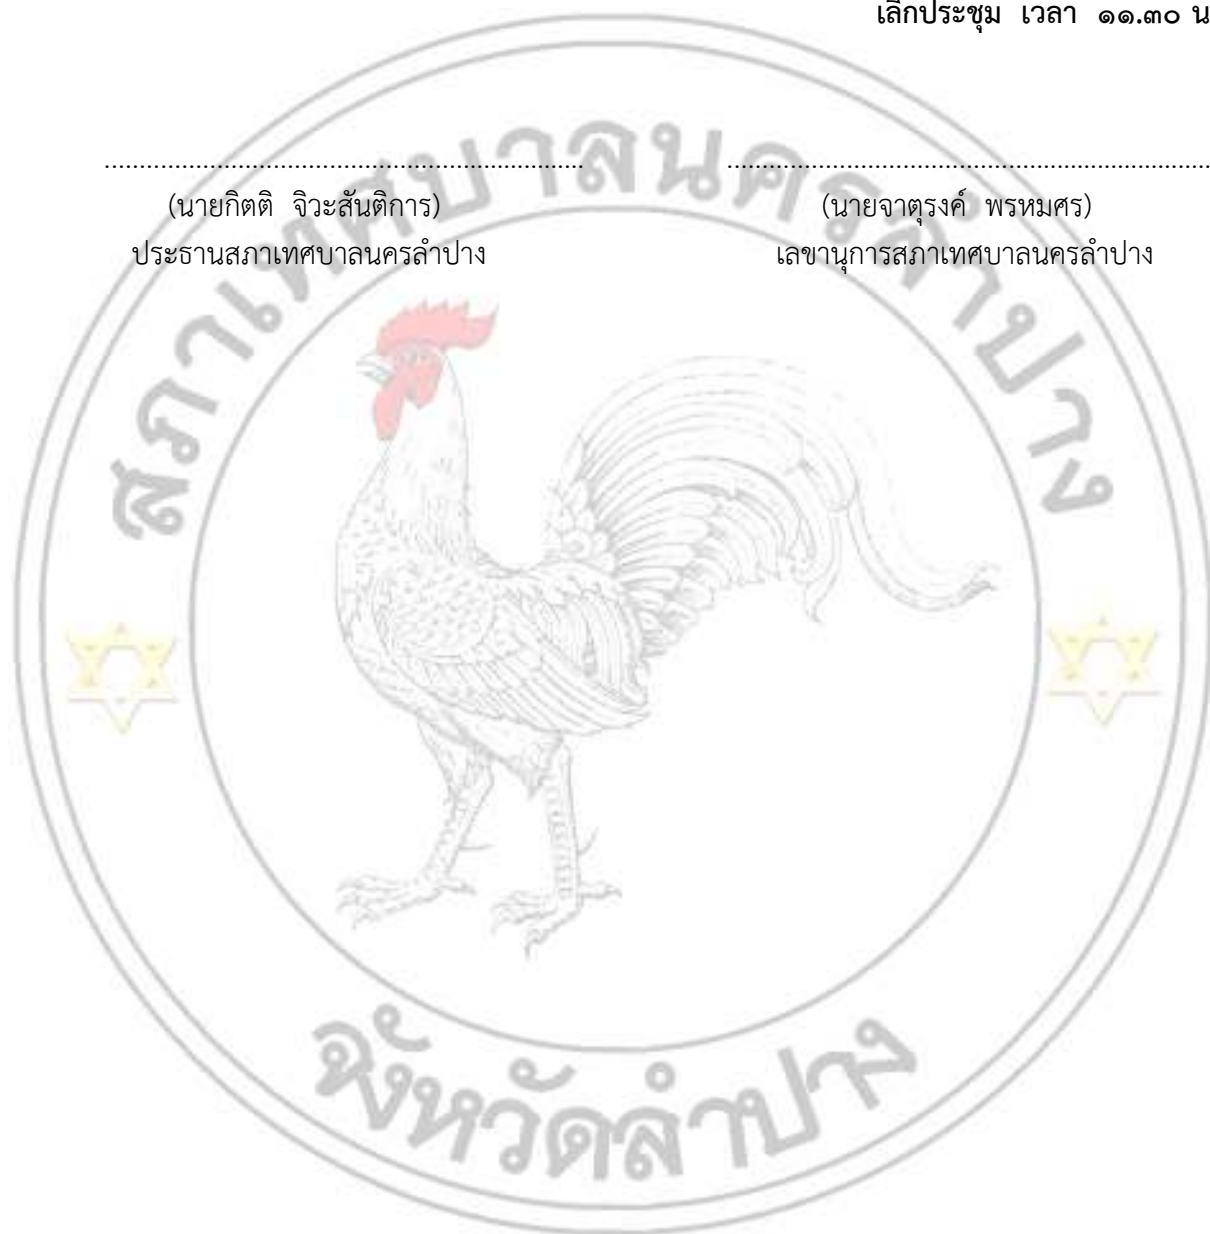 เลิกประชุม เวลา ๑๑.๓๐ น
................................................................ ................................................................
(นายกิตติ จิวะสันติการ) (นายจาตุรงค์ พรหมศร)
ประธานสภาเทศบาลนครลำปาง เลขานุการสภาเทศบาลนครลำปาง
สภาเทศบาลนครลำปาง
จังหวัดลำปาง